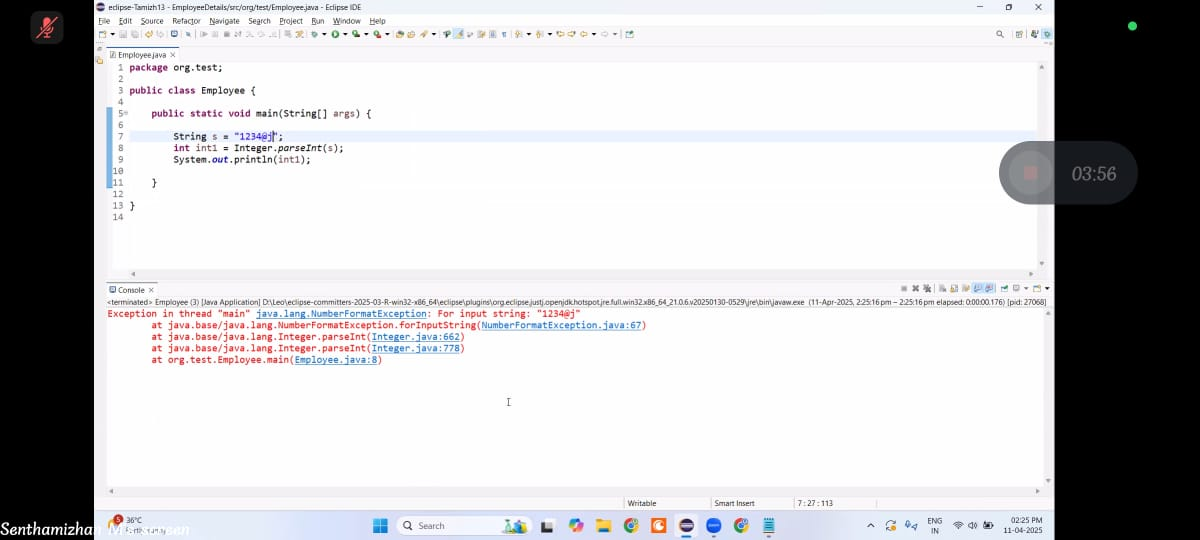 eclipse-Tamizh13 - EmployeeDetails/src/org/test/Employee.java - Eclipse IDE
File Edit Source Refactor Navigate Search Project Run Window Help
Employee.java
1 package org.test;
2
3 public class Employee {
4
5 public static void main(String[] args) {
6
7 String s = "1234@j";
8 int int1 = Integer.parseInt(s);
9 System.out.println(int1);
10
11 }
12
13 }
14
03:56
Console
<terminated> Employee (3) [Java Application] D:\Leo\eclipse-committers-2025-03-R-win32-x86_64\eclipse\plugins\org.eclipse.justj.openjdk.hotspot.jre.full.win32.x86_64_21.0.6.v20250130-0529\jre\bin\javaw.exe (11-Apr-2025, 2:25:16 pm – 2:25:16 pm elapsed: 0:00:00.176) [pid: 27068]
Exception in thread "main" java.lang.NumberFormatException: For input string: "1234@j"
at java.base/java.lang.NumberFormatException.forInputString(NumberFormatException.java:67)
at java.base/java.lang.Integer.parseInt(Integer.java:662)
at java.base/java.lang.Integer.parseInt(Integer.java:778)
at org.test.Employee.main(Employee.java:8)
Writable Smart Insert 7 : 27 : 113
5
36°C
Search
ENG
IN
02:25 PM
11-04-2025
Senthamizhan M screen